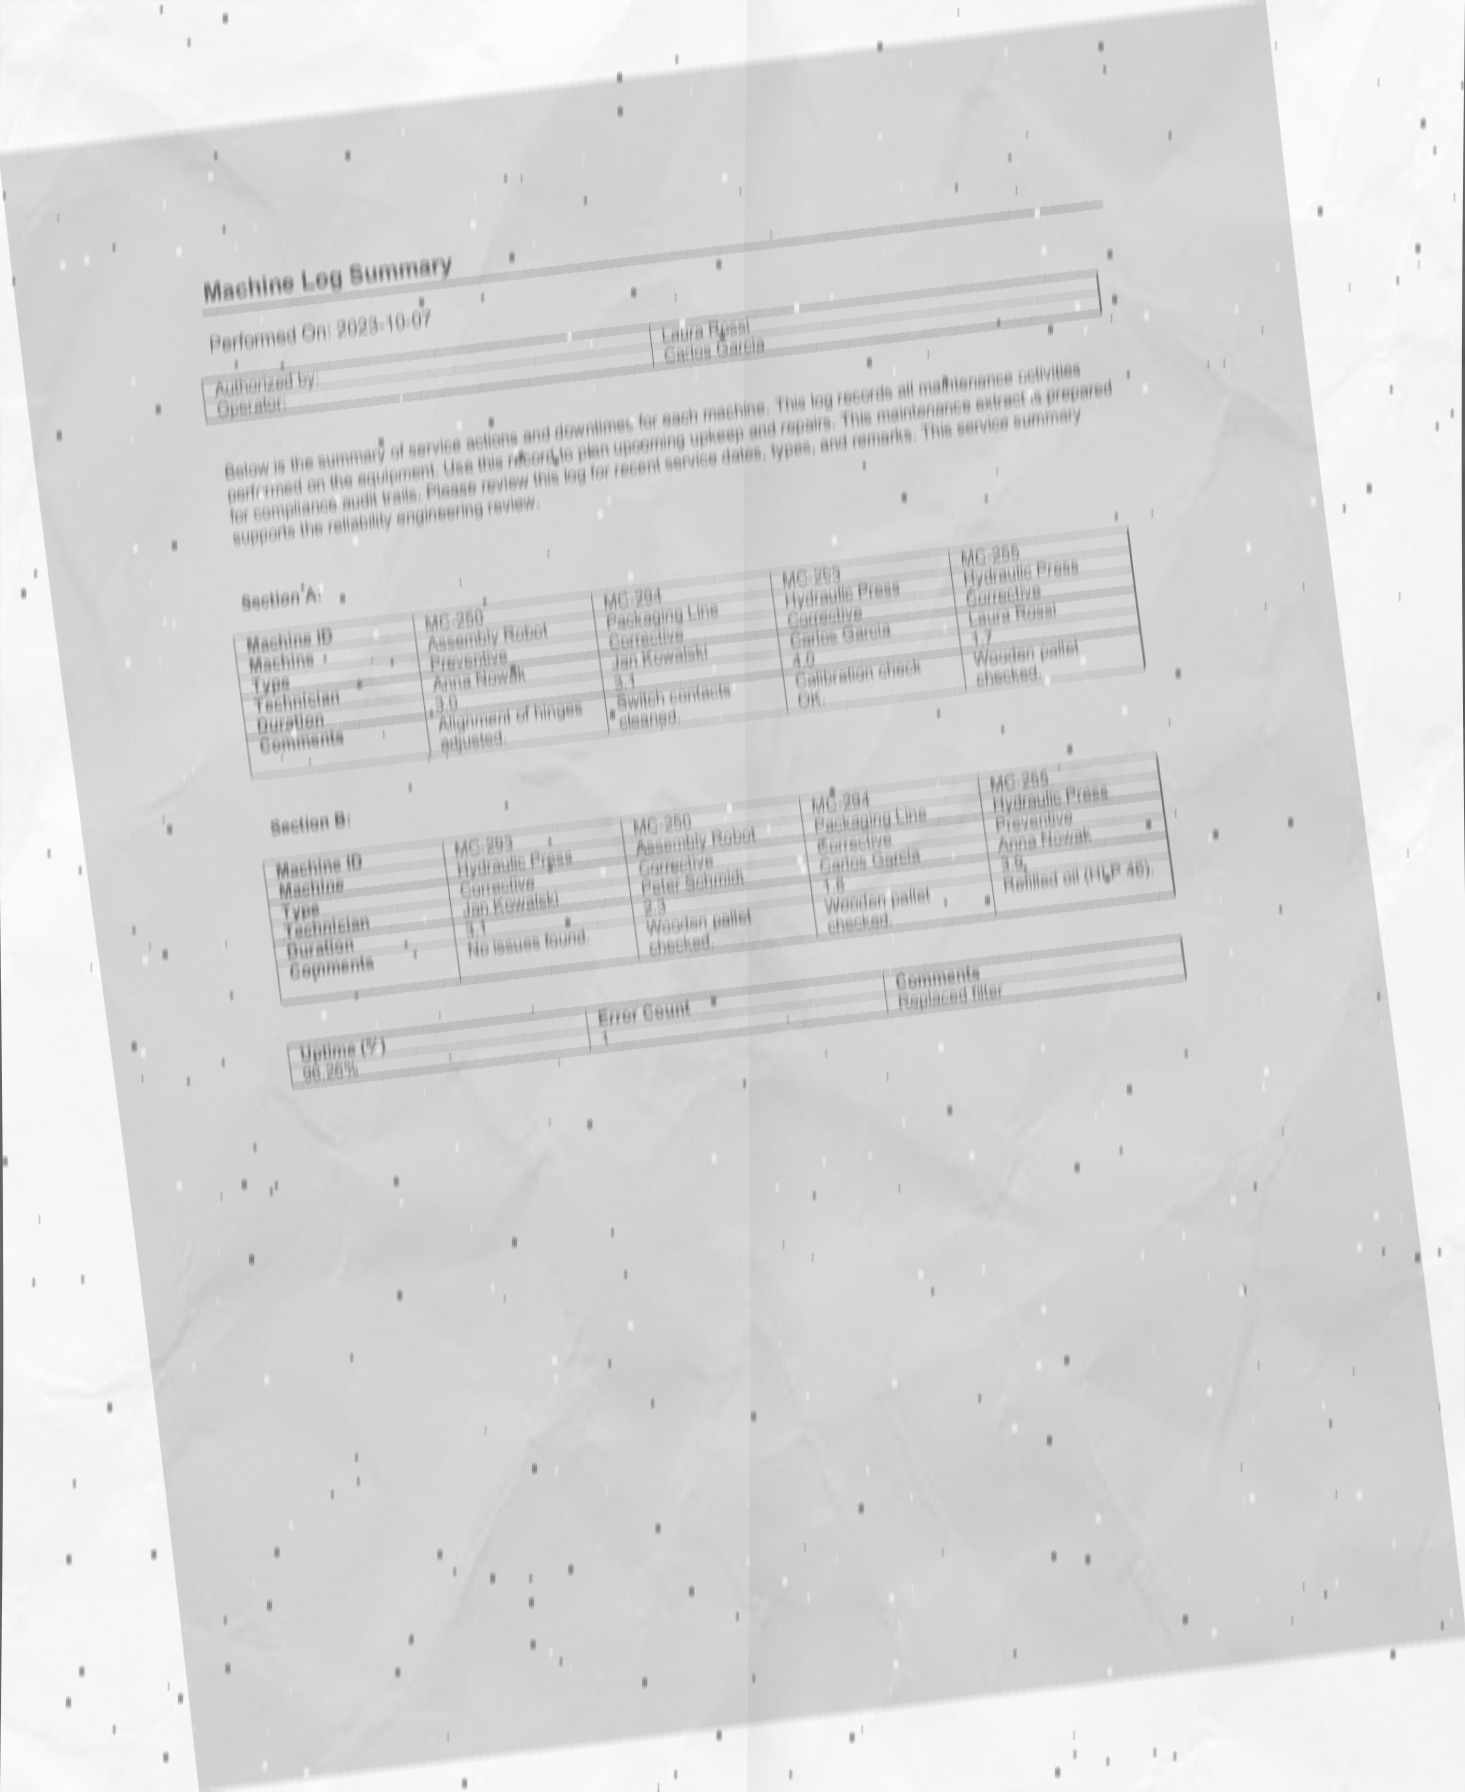 Machine Log Summary
Performed On: 2023-10-07
Authorized by: Laura Rossi
Operator: Carlos Garcia
Below is the summary of service actions and downtimes for each machine. This log records all maintenance activities
performed on the equipment. Use this record to plan upcoming upkeep and repairs. This maintenance extract is prepared
for compliance audit trails. Please review this log for recent service dates, types, and remarks. This service summary
supports the reliability engineering review.
Section A:
Machine ID MC-250 MC-294 MC-293 MC-255
Machine Assembly Robot Packaging Line Hydraulic Press Hydraulic Press
Type Preventive Corrective Corrective Corrective
Technician Anna Nowak Jan Kowalski Carlos Garcia Laura Rossi
Duration 3.0 3.1 4.0 1.7
Comments Alignment of hinges Switch contacts Calibration check Wooden pallet
adjusted. cleaned. OK. checked.
Section B:
Machine ID MC-293 MC-250 MC-294 MC-255
Machine Hydraulic Press Assembly Robot Packaging Line Hydraulic Press
Type Corrective Corrective Corrective Preventive
Technician Jan Kowalski Peter Schmidt Carlos Garcia Anna Nowak
Duration 3.1 2.3 1.8 3.9
Comments No issues found. Wooden pallet Wooden pallet Refilled oil (HLP 46).
checked. checked.
Uptime (%) Error Count Comments
96.26% 1 Replaced filter